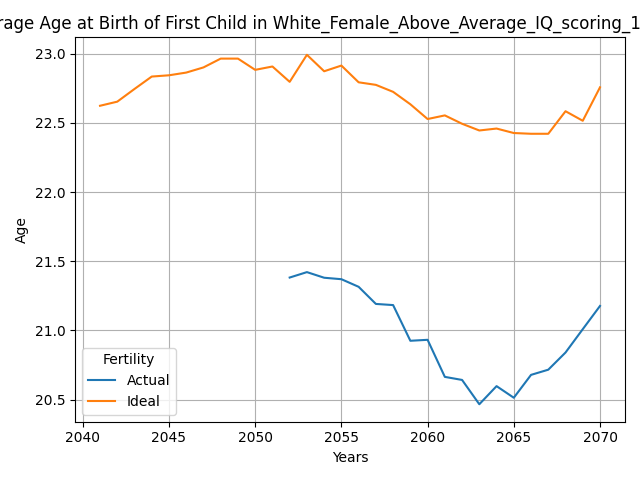 rage Age at Birth of First Child in White_Female_Above_Average_IQ_scoring_1
23.0
22.5
22.0
21.5
21.0
20.5
Age
Fertility
Actual
Ideal
2040 2045 2050 2055 2060 2065 2070
Years